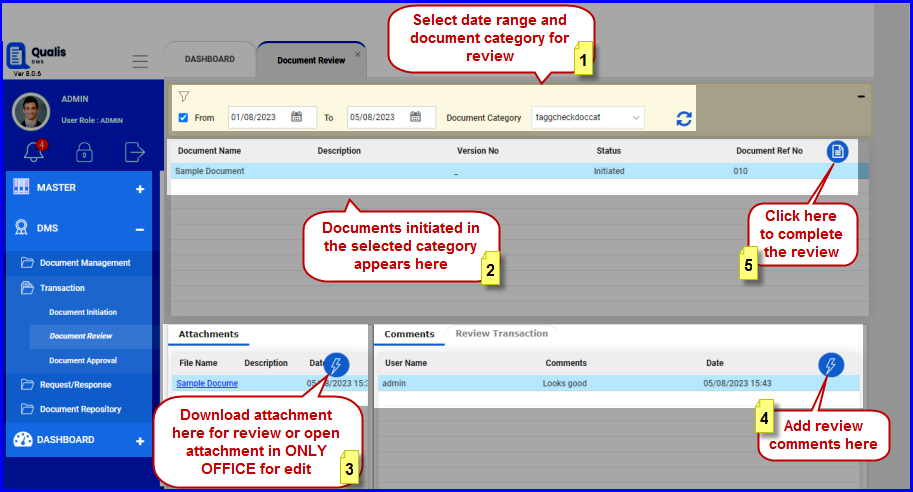 Select date range and
document category for
review
1
Qualis
DMS
Ver 8.0.6
DASHBOARD
Document Review
ADMIN
User Role : ADMIN
4
From 01/08/2023 To 05/08/2023 Document Category taggcheckdoccat
Document Name Description Version No Status Document Ref No
Sample Document _ Initiated 010
MASTER
DMS
Document Management
Transaction
Document Initiation
Document Review
Document Approval
Request/Response
Document Repository
DASHBOARD
Documents initiated in
the selected category
appears here
2
Click here
to complete
the review
5
Attachments
File Name Description Date
Sample Docume 05/8/2023 15:
Comments Review Transaction
User Name Comments Date
admin Looks good 05/08/2023 15:43
Download attachment
here for review or open
attachment in ONLY
OFFICE for edit
3
Add review
comments here
4